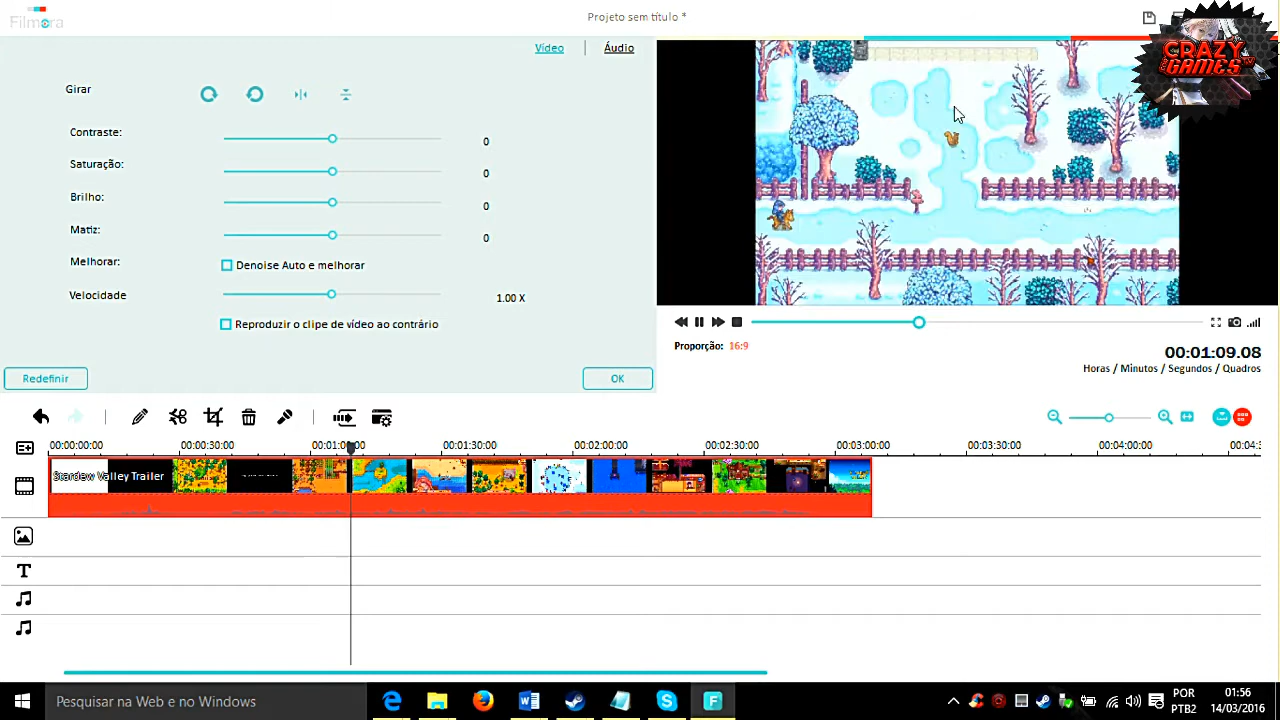 Filmora
Projeto sem título *
CRAZY
GAMES TV
Vídeo
Áudio
Girar
Contraste:
0
Saturação:
0
Brilho:
0
Matiz:
0
Melhorar:
Denoise Auto e melhorar
Velocidade
1.00 X
Reproduzir o clipe de vídeo ao contrário
Redefinir
OK
Proporção: 16:9
00:01:09.08
Horas / Minutos / Segundos / Quadros
00:00:00:00 00:00:30:00 00:01:00:00 00:01:30:00 00:02:00:00 00:02:30:00 00:03:00:00 00:03:30:00 00:04:00:00 00:04:3
Stardew Valley Trailer
T
Pesquisar na Web e no Windows
POR
PTB2
01:56
14/03/2016